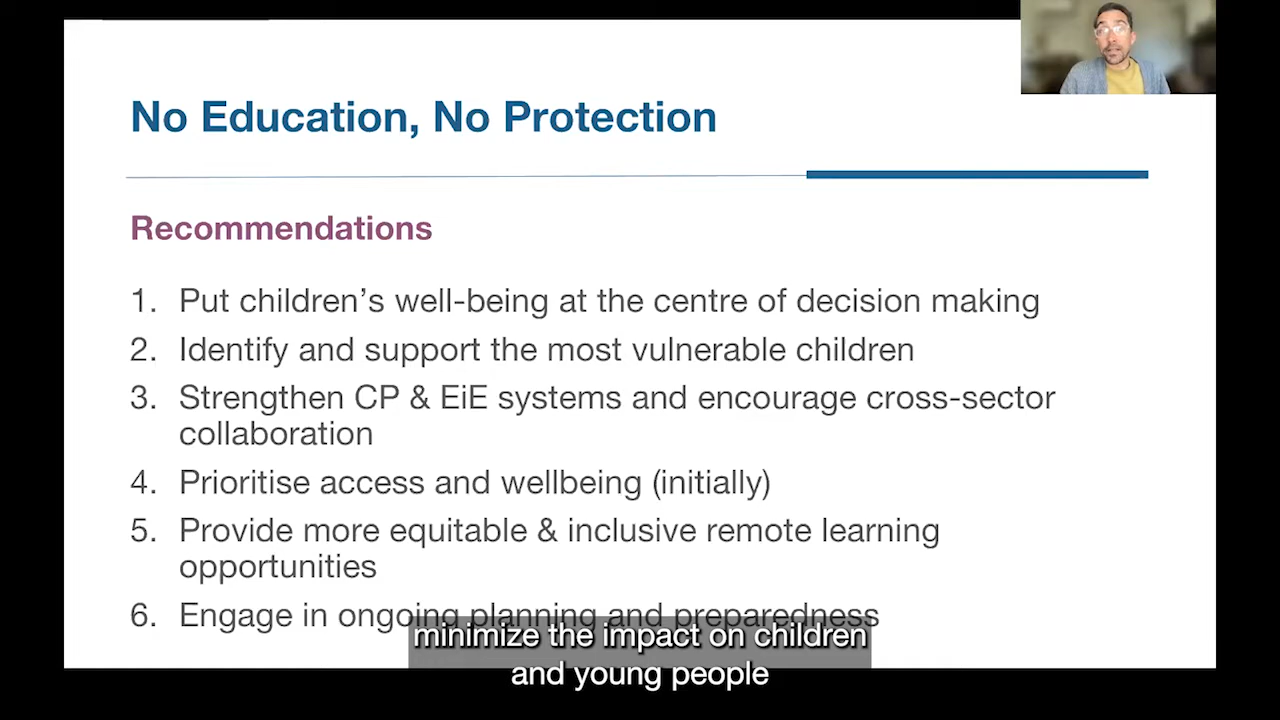 No Education, No Protection
Recommendations
1. Put children’s well-being at the centre of decision making
2. Identify and support the most vulnerable children
3. Strengthen CP & EiE systems and encourage cross-sector
collaboration
4. Prioritise access and wellbeing (initially)
5. Provide more equitable & inclusive remote learning
opportunities
6. Engage in ongoing planning and preparedness
minimize the impact on children
and young people